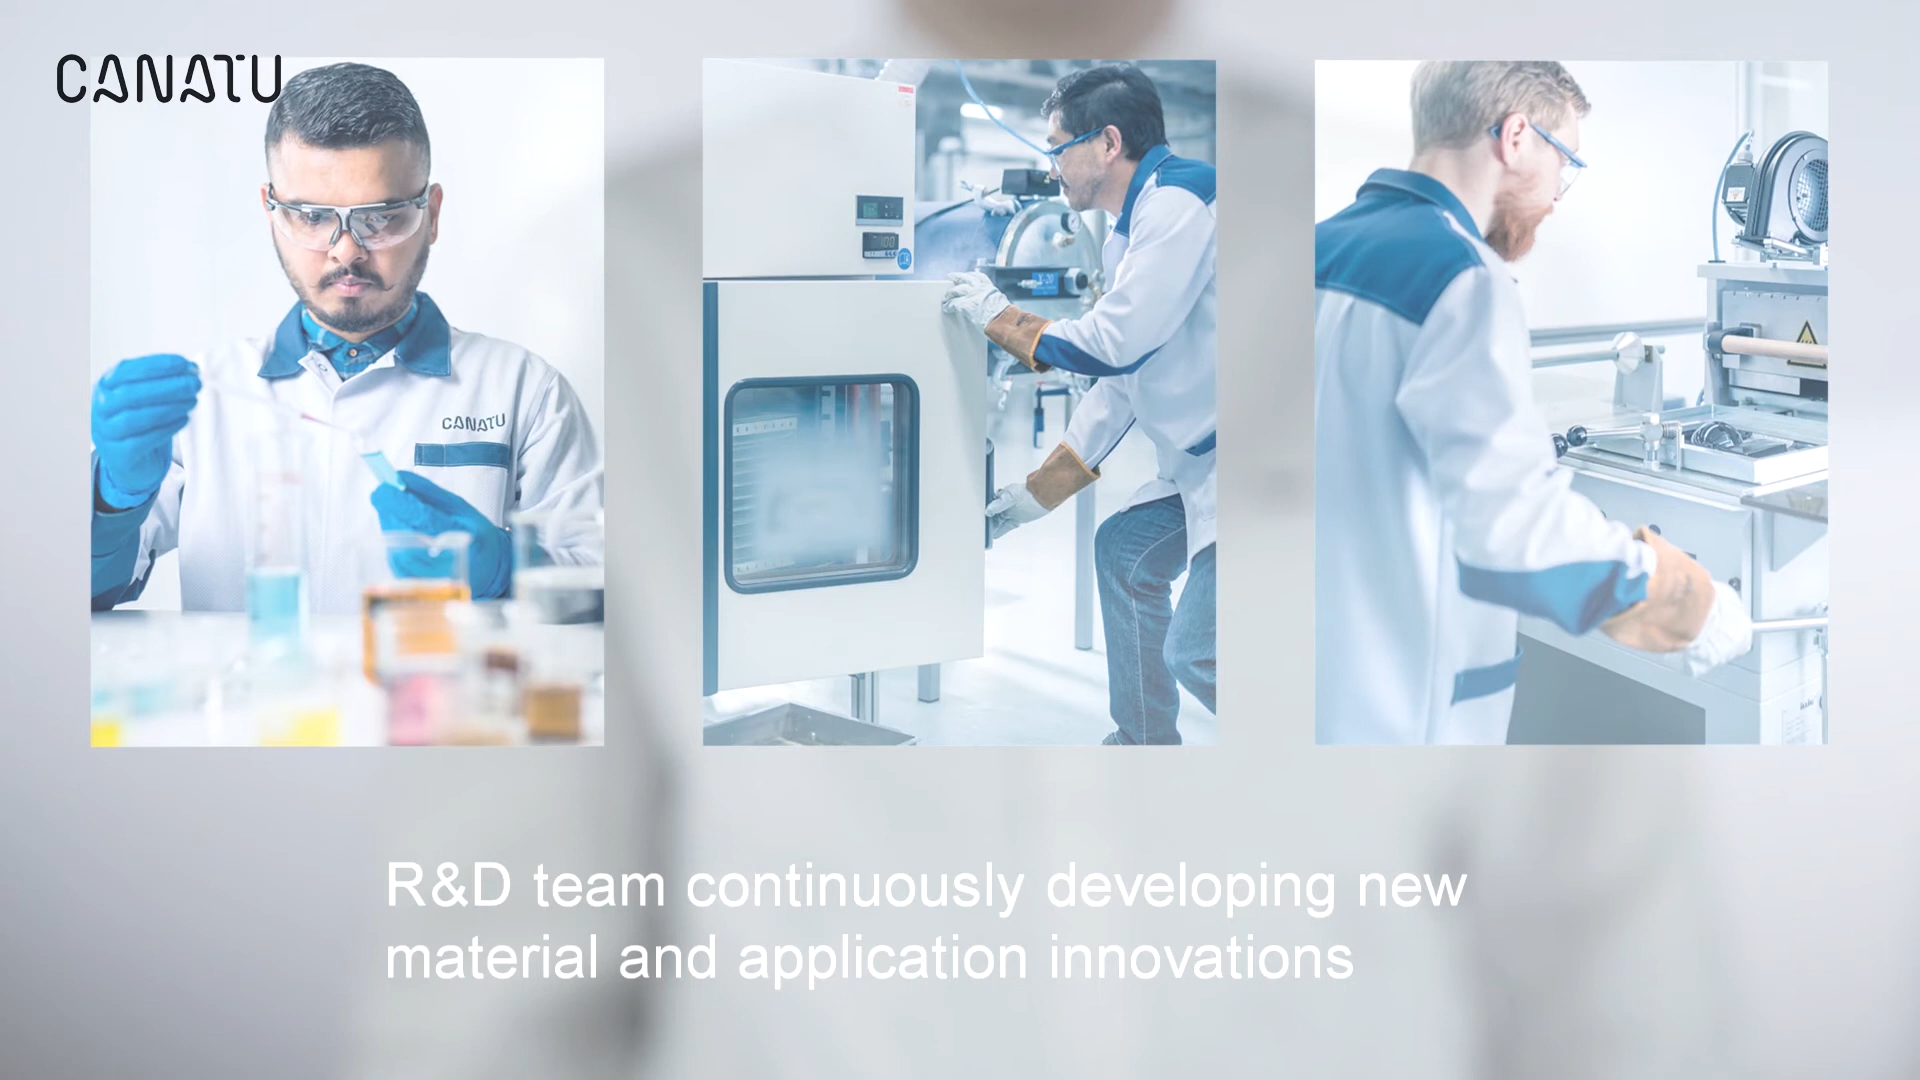 CANATU
CANATU
R&D team continuously developing new
material and application innovations